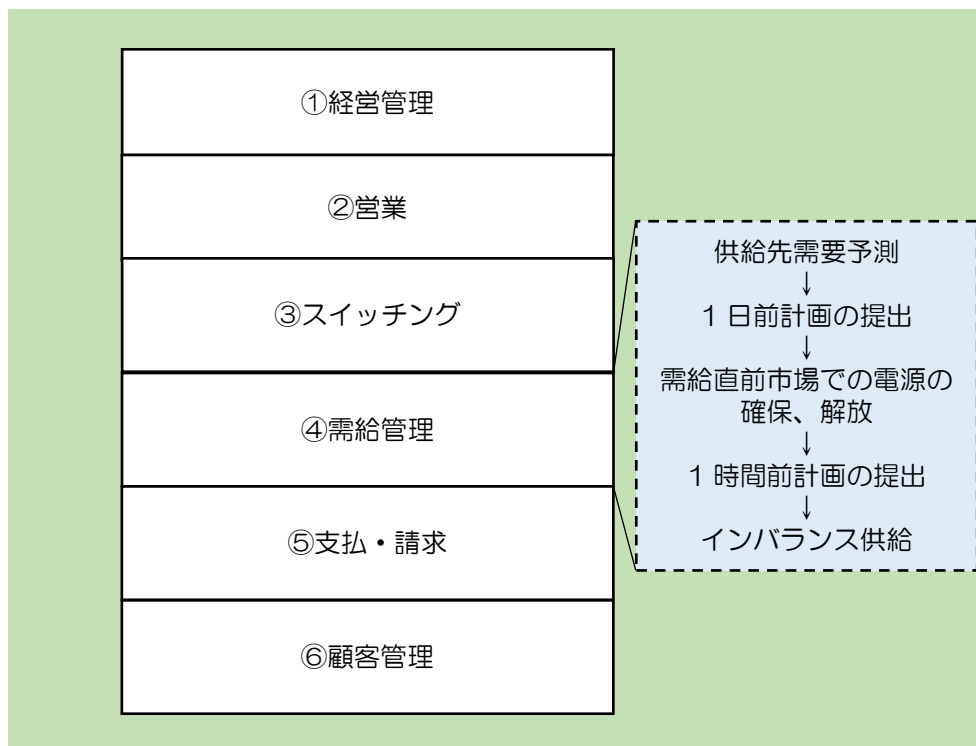 ①経営管理
②営業
③スイッチング
④需給管理
⑤支払・請求
⑥顧客管理
供給先需要予測
↓
1 日前計画の提出
↓
需給直前市場での電源の
確保、解放
↓
1 時間前計画の提出
↓
インバランス供給